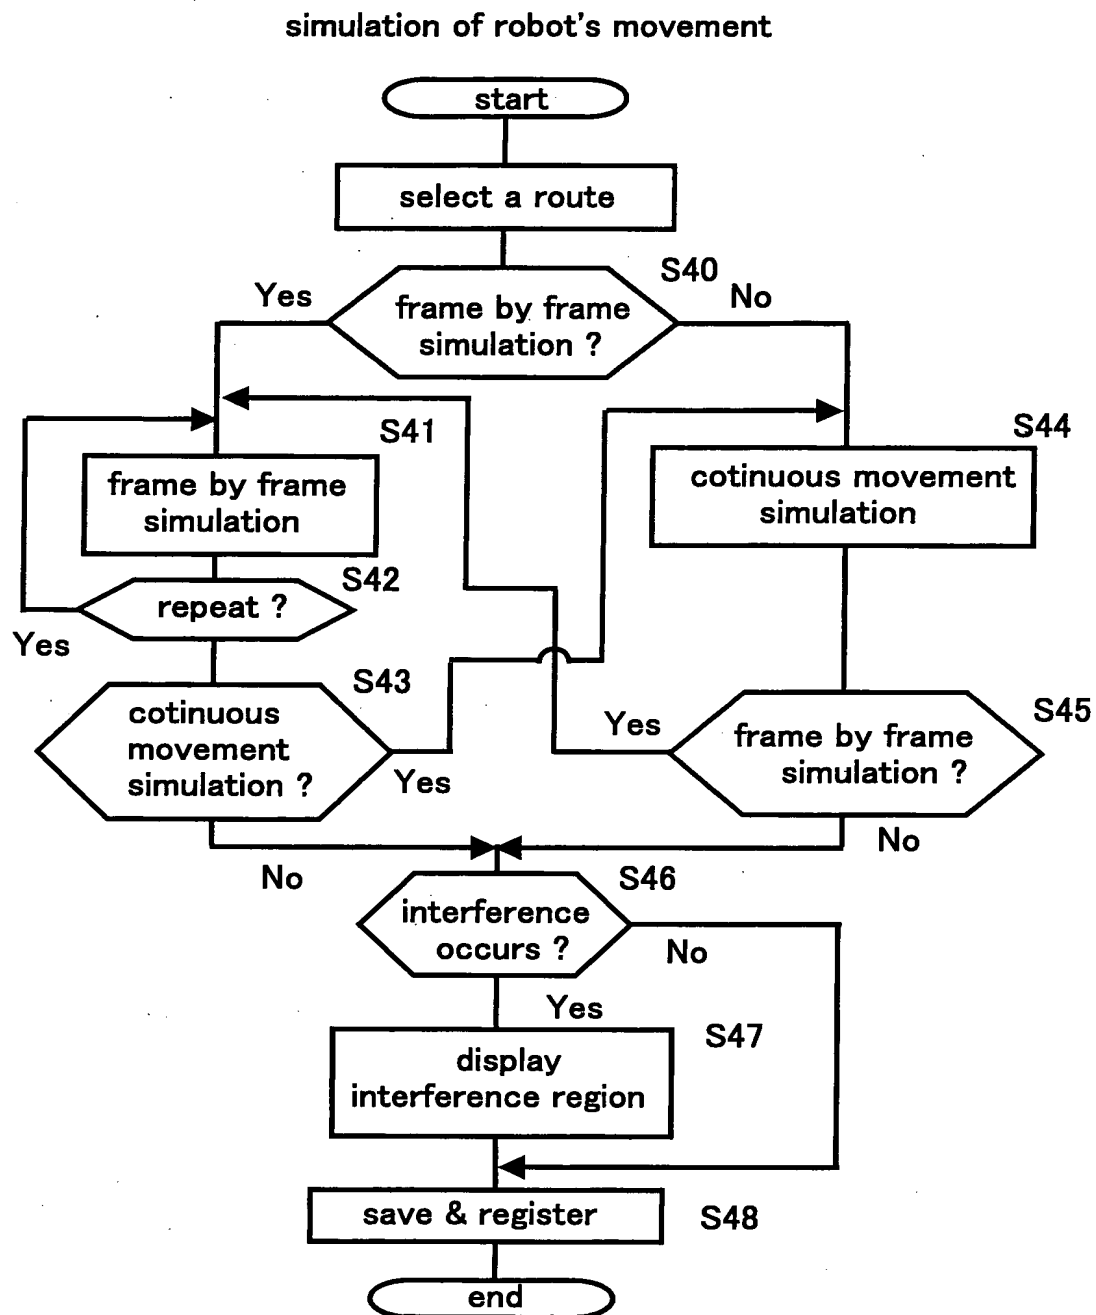 simulation of robot's movement
start
select a route
S40
Yes
No
frame by frame
simulation ?
S41
S44
frame by frame
simulation
cotinuous movement
simulation
S42
repeat ?
Yes
S43
cotinuous
movement
simulation ?
Yes
Yes
S45
frame by frame
simulation ?
No
No
S46
interference
occurs ?
No
Yes
S47
display
interference region
save & register
S48
end